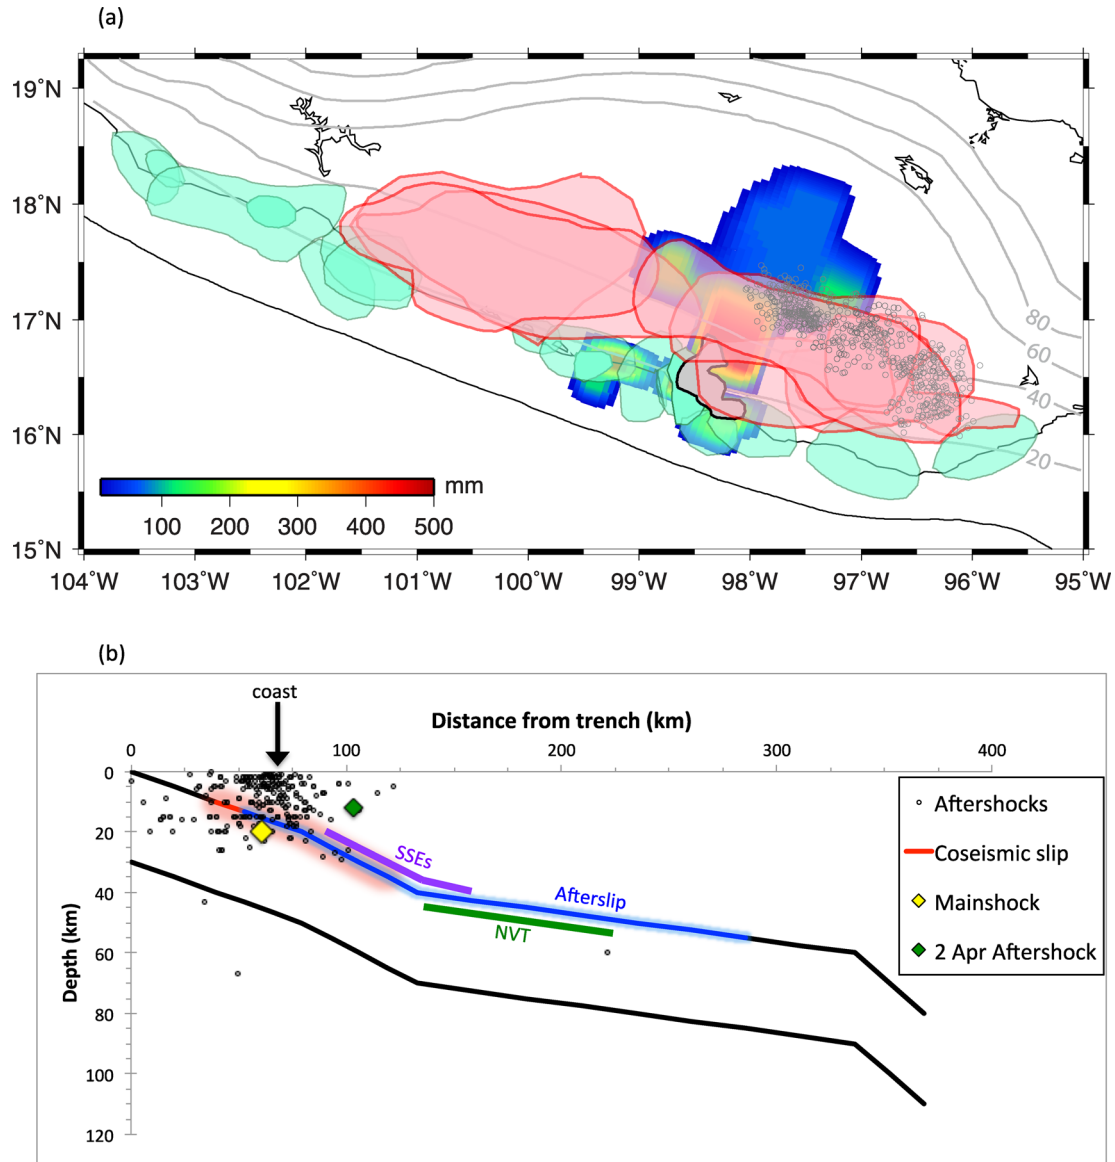 (a)
19°N
18°N
17°N
16°N
15°N
80
60
40
20
mm
100 200 300 400 500
104°W 103°W 102°W 101°W 100°W 99°W 98°W 97°W 96°W 95°W
(b)
coast
Distance from trench (km)
0 100 200 300 400
0
20
40
60
80
100
120
Depth (km)
SSEs
Afterslip
NVT
Aftershocks
Coseismic slip
Mainshock
2 Apr Aftershock